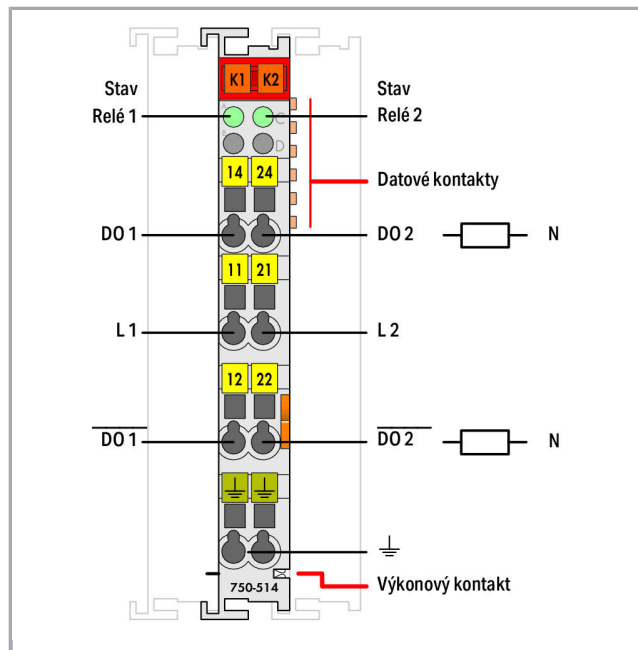 K1 K2
Stav
Relé 1
Stav
Relé 2
A
C
B
D
14 24
Datové kontakty
DO 1
DO 2
N
11 21
L 1
L 2
12 22
DO 1
DO 2
N
750-514
Výkonový kontakt